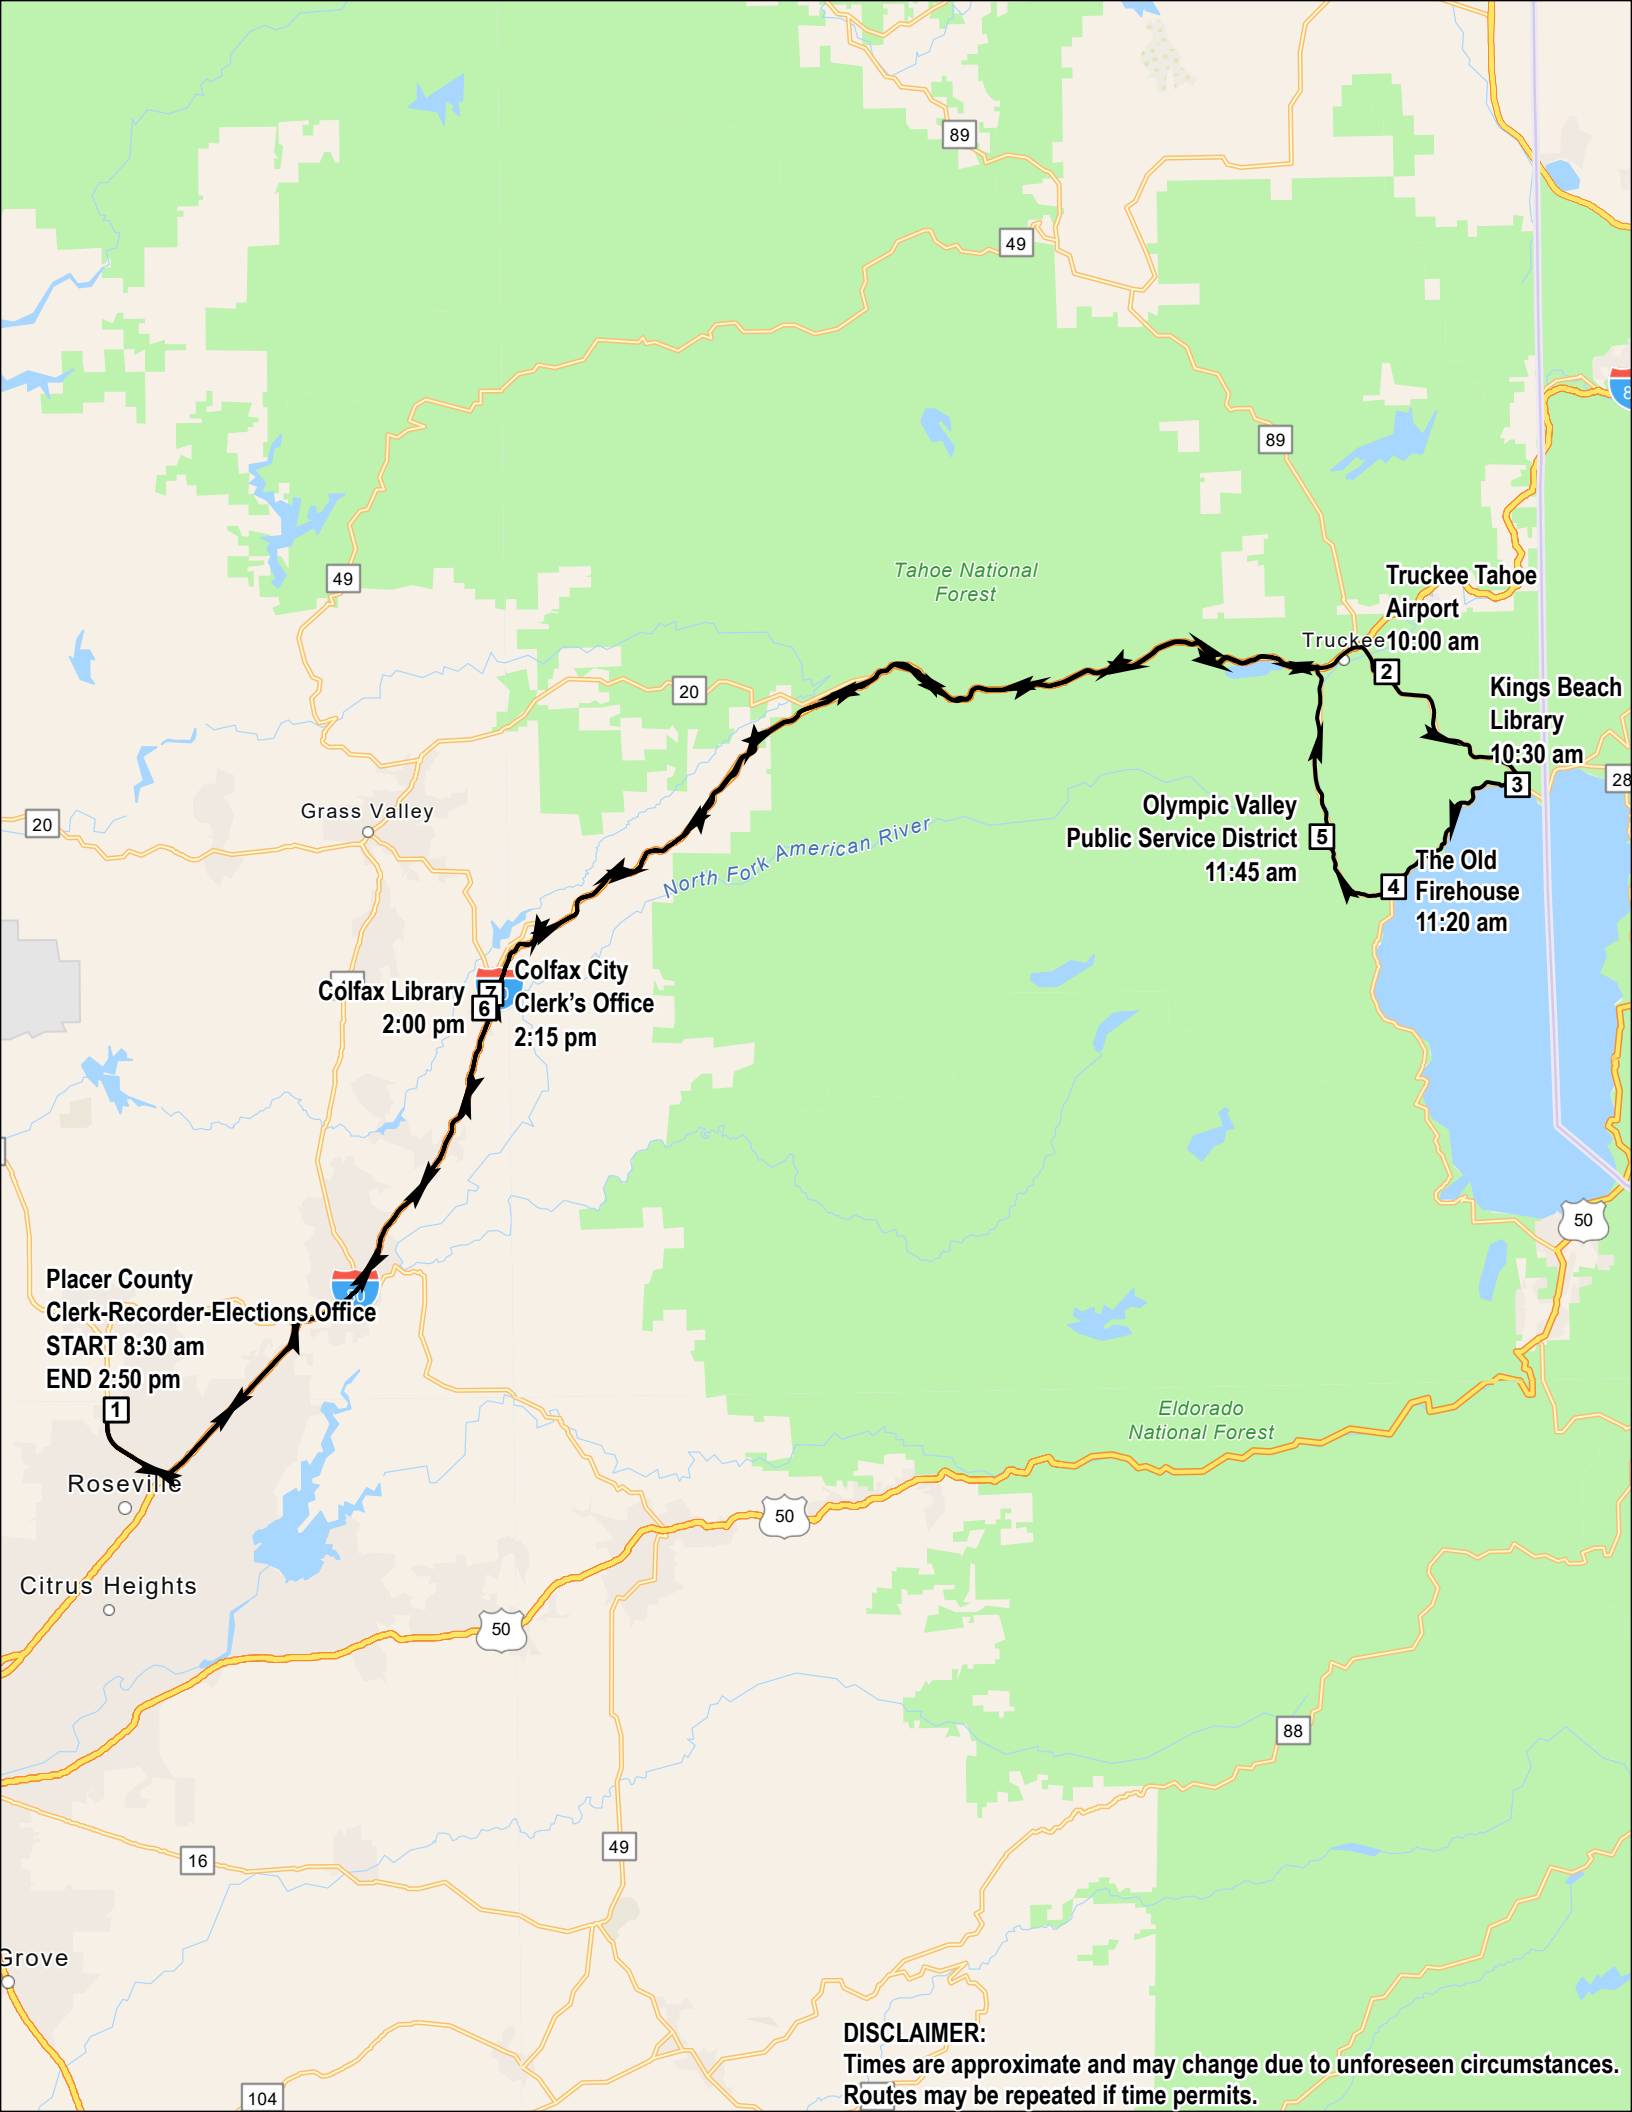 89
49
89
49
Tahoe National
Forest
Truckee Tahoe
Airport
10:00 am
Truckee
2
20
Kings Beach
Library
10:30 am
3
28
Grass Valley
20
North Fork American River
Olympic Valley
Public Service District
11:45 am
5
The Old
Firehouse
11:20 am
4
Colfax Library
2:00 pm
7
6
Colfax City
Clerk’s Office
2:15 pm
50
Placer County
Clerk-Recorder-Elections Office
START 8:30 am
END 2:50 pm
1
Roseville
Eldorado
National Forest
50
Citrus Heights
50
88
49
16
Grove
104
DISCLAIMER:
Times are approximate and may change due to unforeseen circumstances.
Routes may be repeated if time permits.